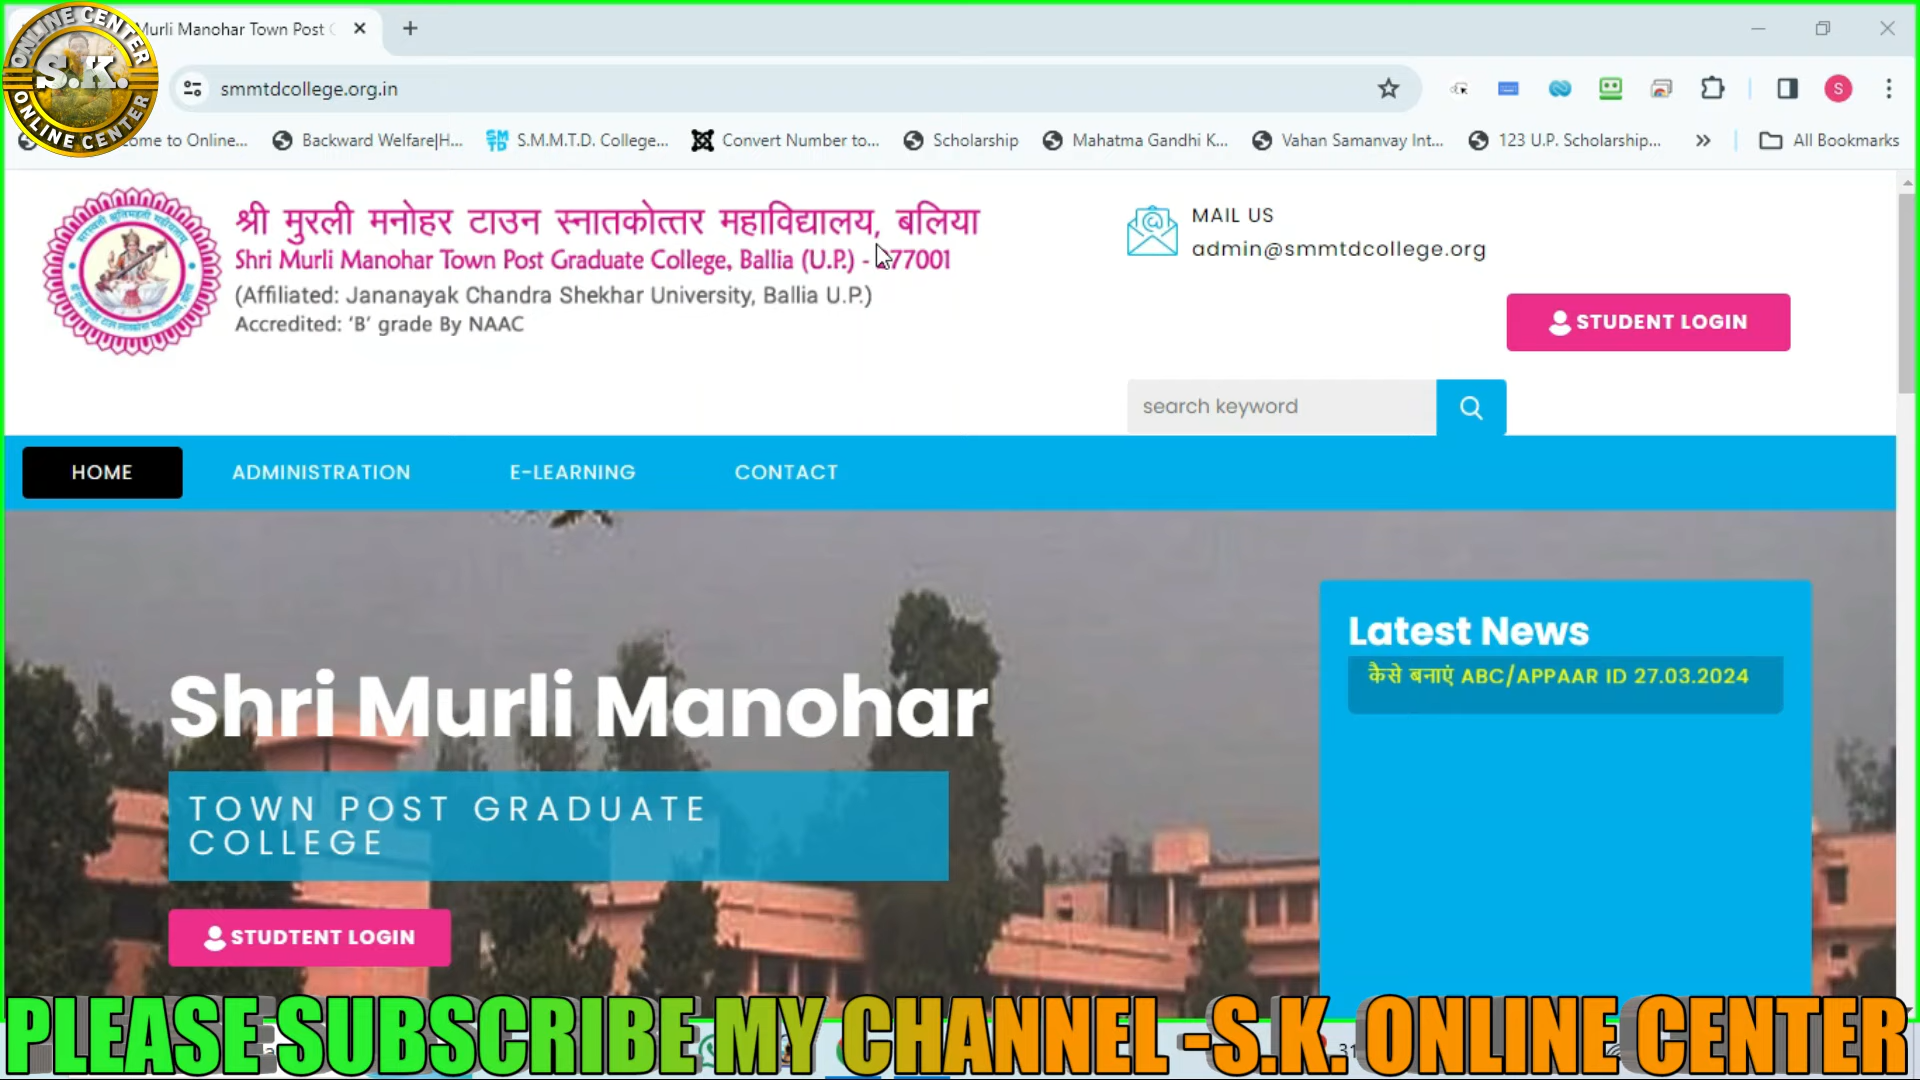 Murli Manohar Town Post
smmtdcollege.org.in
ome to Online...
Backward Welfare|H...
S.M.M.T.D. College...
Convert Number to...
Scholarship
Mahatma Gandhi K...
Vahan Samanvay Int...
123 U.P. Scholarship...
All Bookmarks
ONLINE CENTER
S.K.
ONLINE CENTER
S
श्री मुरली मनोहर टाउन स्नातकोत्तर महाविद्यालय, बलिया
Shri Murli Manohar Town Post Graduate College, Ballia (U.P.) - 277001
(Affiliated: Jananayak Chandra Shekhar University, Ballia U.P.)
Accredited: ‘B’ grade By NAAC
MAIL US
admin@smmtdcollege.org
STUDENT LOGIN
search keyword
HOME
ADMINISTRATION
E-LEARNING
CONTACT
Shri Murli Manohar
TOWN POST GRADUATE
COLLEGE
STUDTENT LOGIN
Latest News
कैसे बनाएं ABC/APPAAR ID 27.03.2024
PLEASE SUBSCRIBE MY CHANNEL -S.K. ONLINE CENTER